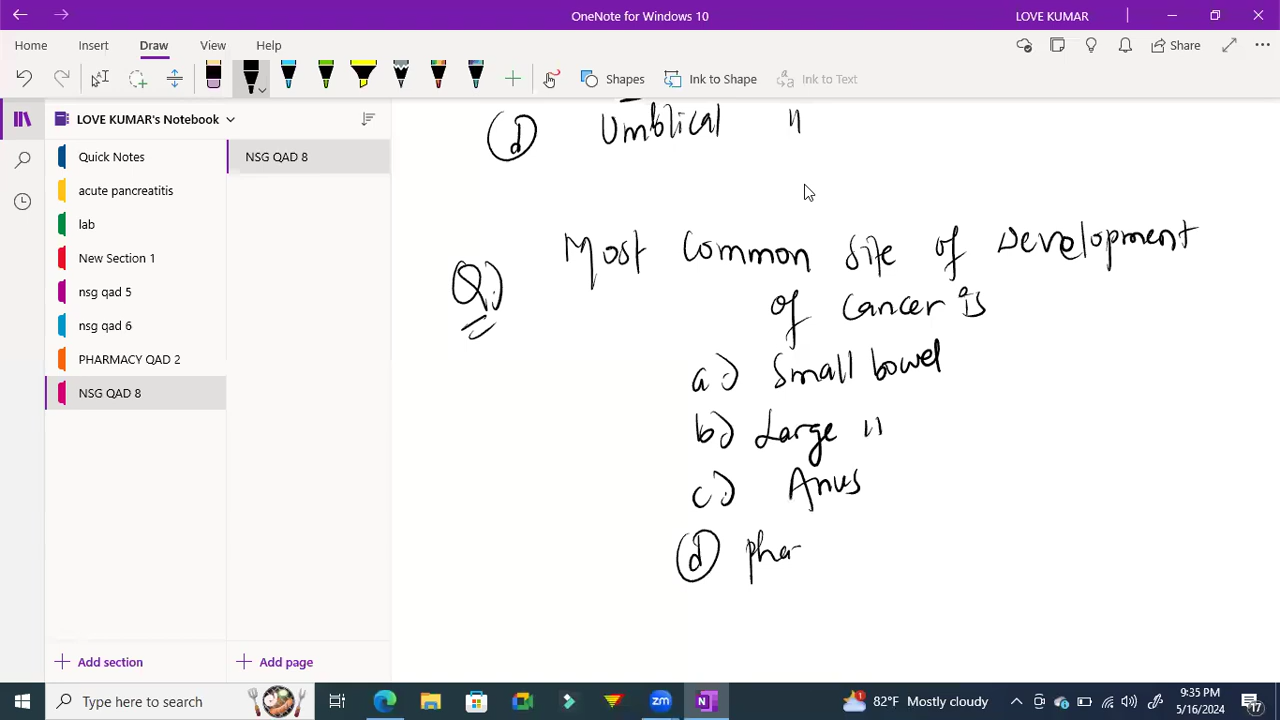 OneNote for Windows 10
LOVE KUMAR
Home Insert Draw View Help
Share
Shapes Ink to Shape Ink to Text
LOVE KUMAR's Notebook
Quick Notes
acute pancreatitis
lab
New Section 1
nsg qad 5
nsg qad 6
PHARMACY QAD 2
NSG QAD 8
Add section
NSG QAD 8
Add page
(d) Umblical "
Q.) Most Common Site of Development
of Cancer is
a.) Small bowel
b.) Large "
c.) Anus
(d) phar
Type here to search
zm
N
1
82°F Mostly cloudy
9:35 PM
5/16/2024
17